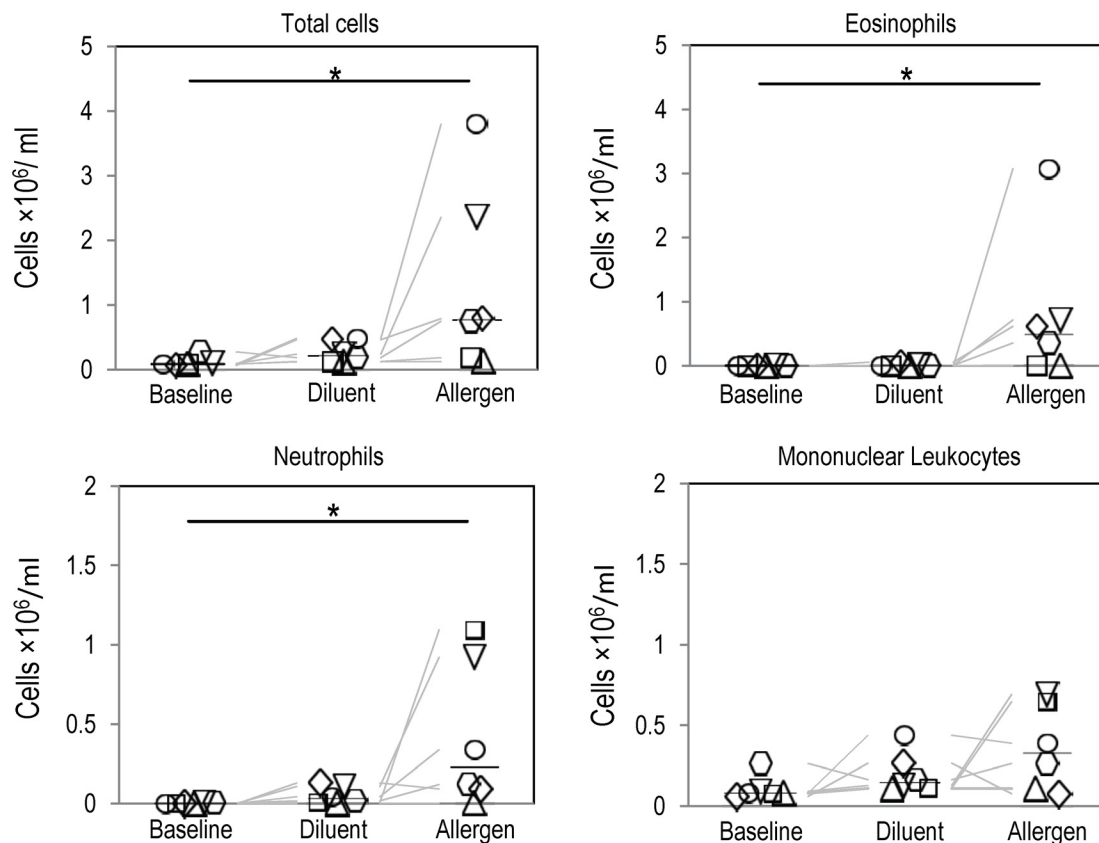 Total cells
5
4
3
2
1
0
Cells ×10⁶/ ml
*
Baseline Diluent Allergen
Eosinophils
5
4
3
2
1
0
Cells ×10⁶/ml
*
Baseline Diluent Allergen
Neutrophils
2
1.5
1
0.5
0
Cells ×10⁶/ml
*
Baseline Diluent Allergen
Mononuclear Leukocytes
2
1.5
1
0.5
0
Cells ×10⁶/ml
Baseline Diluent Allergen